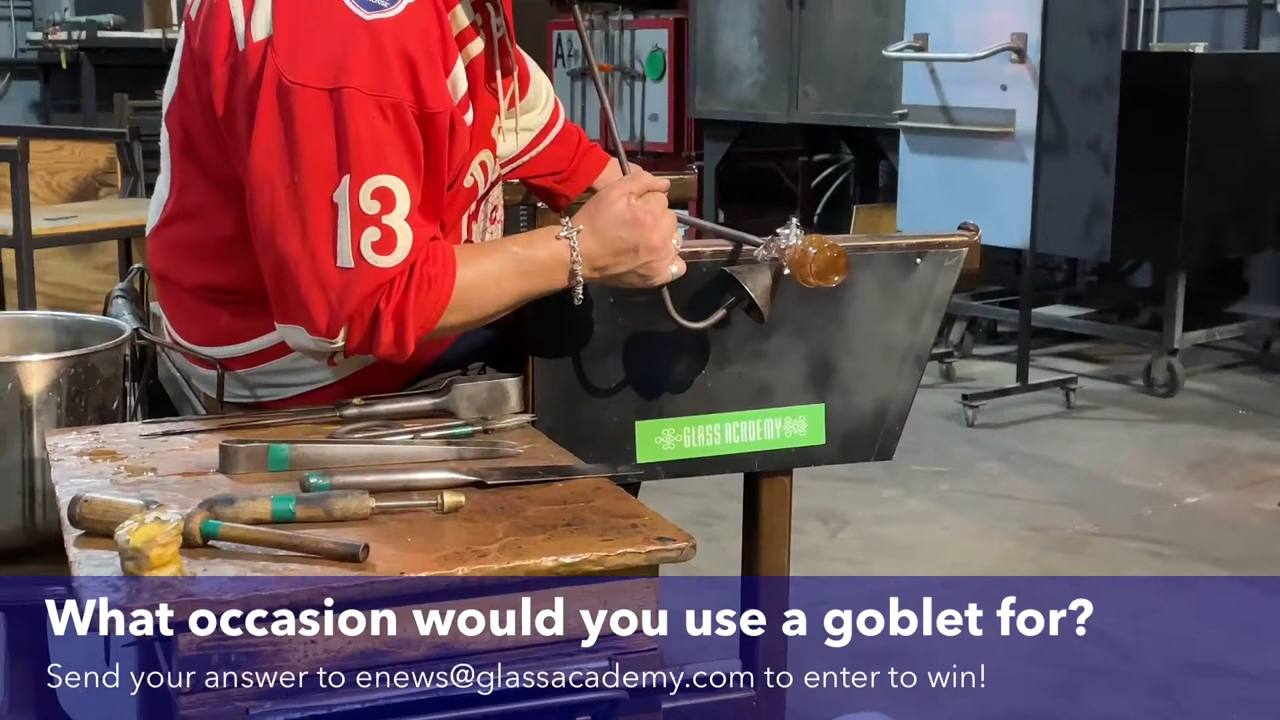 A2
13
GLASS ACADEMY
What occasion would you use a goblet for?
Send your answer to enews@glassacademy.com to enter to win!